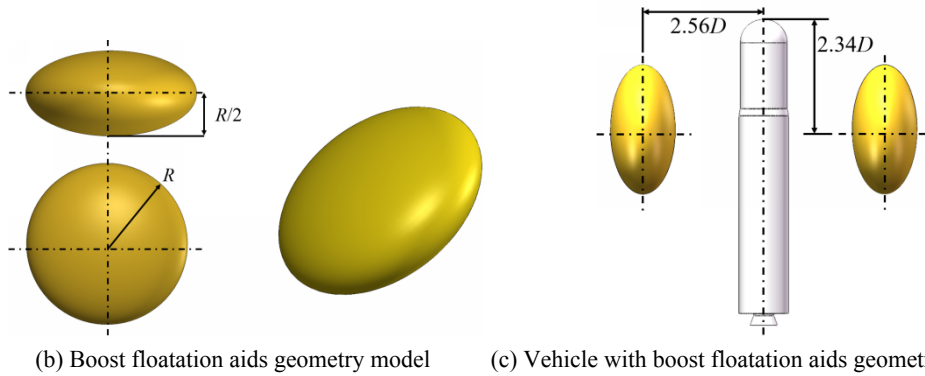 2.56D
2.34D
R/2
R
(b) Boost floatation aids geometry model
(c) Vehicle with boost floatation aids geomet